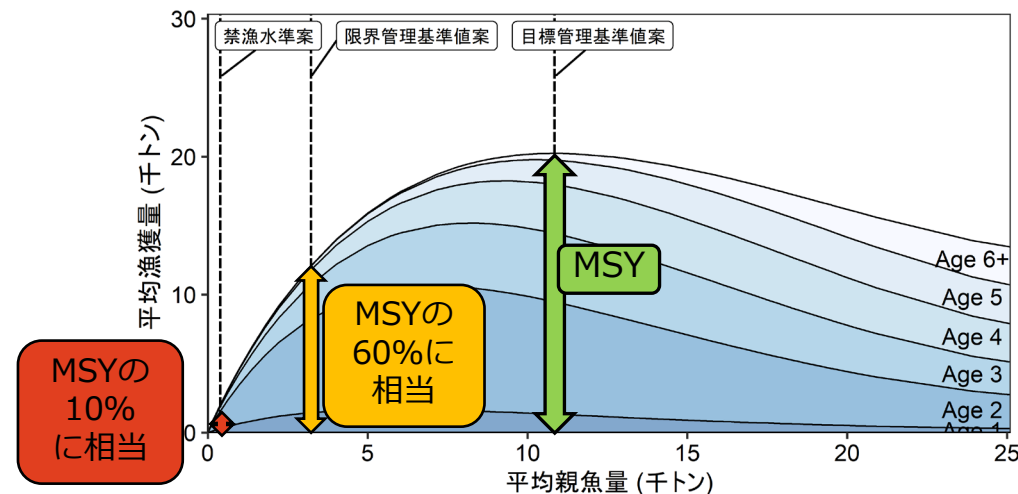 30
20
10
0
平均漁獲量 (千トン)
禁漁水準案
限界管理基準値案
目標管理基準値案
MSY
MSYの
60%に
相当
MSYの
10%
に相当
Age 6+
Age 5
Age 4
Age 3
Age 2
Age 1
0
5
10
15
20
25
平均親魚量 (千トン)